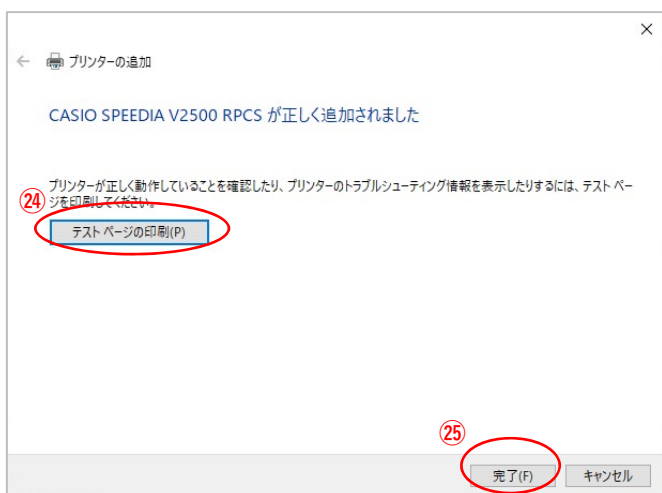 プリンターの追加
CASIO SPEEDIA V2500 RPCS が正しく追加されました
プリンターが正しく動作していることを確認したり、プリンターのトラブルシューティング情報を表示したりするには、テスト ペー
㉔ ジを印刷してください。
テスト ページの印刷(P)
㉕
完了(F) キャンセル